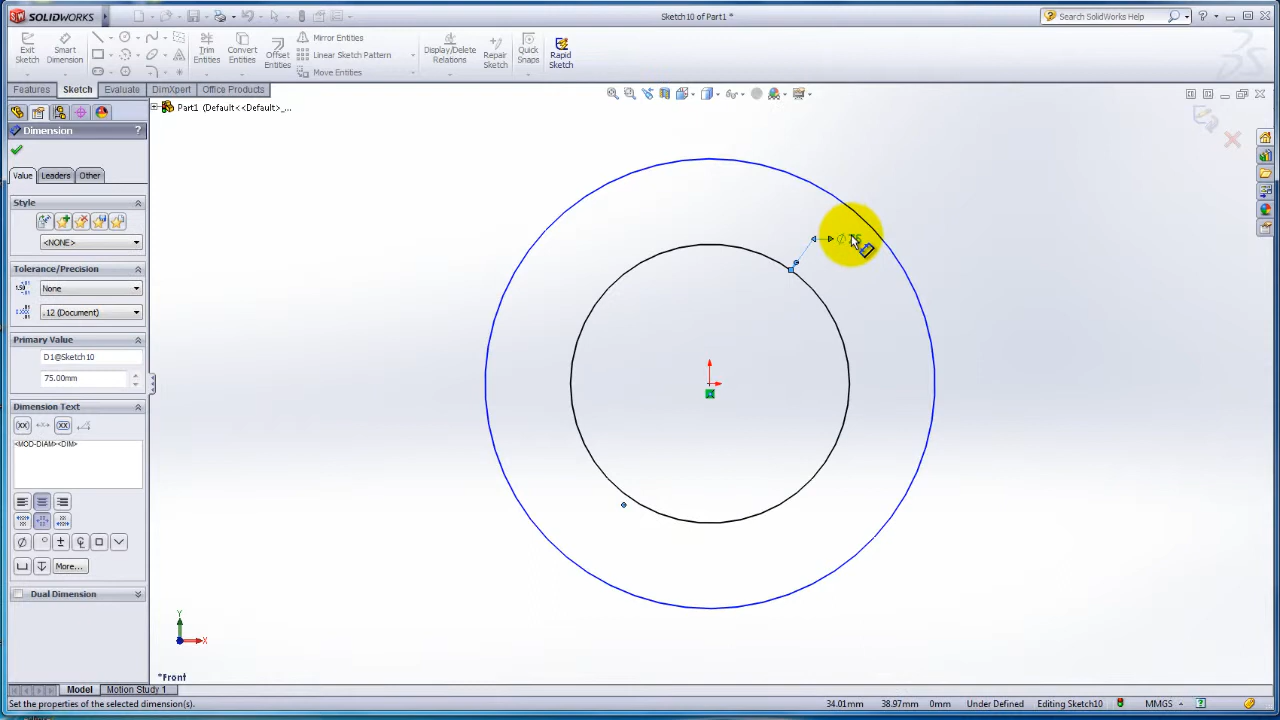 SOLIDWORKS
Sketch10 of Part1 *
Search SolidWorks Help
Exit Sketch
Smart Dimension
Trim Entities
Convert Entities
Offset Entities
Mirror Entities
Linear Sketch Pattern
Move Entities
Display/Delete Relations
Repair Sketch
Quick Snaps
Rapid Sketch
Features
Sketch
Evaluate
DimXpert
Office Products
Part1 (Default<<Default>_...
Dimension
?
Value
Leaders
Other
Style
<NONE>
Tolerance/Precision
None
.12 (Document)
Primary Value
D1@Sketch10
75.00mm
Dimension Text
<MOD-DIAM><DIM>
More...
Dual Dimension
Y
X
*Front
Model
Motion Study 1
Set the properties of the selected dimension(s).
34.01mm
38.97mm
0mm
Under Defined
Editing Sketch10
MMGS